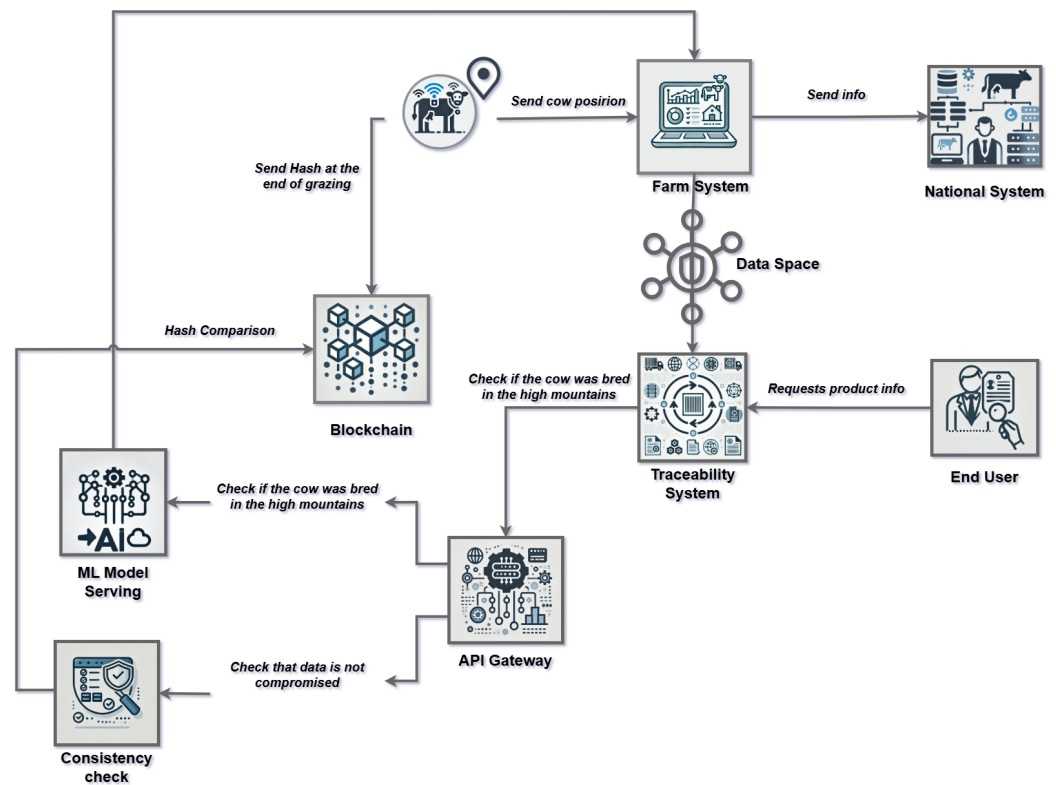 Send cow posirion
Send info
Send Hash at the
end of grazing
Farm System
National System
Data Space
Hash Comparison
Check if the cow was bred
in the high mountains
Requests product info
Blockchain
Traceability
System
End User
Check if the cow was bred
in the high mountains
AI
ML Model
Serving
API Gateway
Check that data is not
compromised
Consistency
check